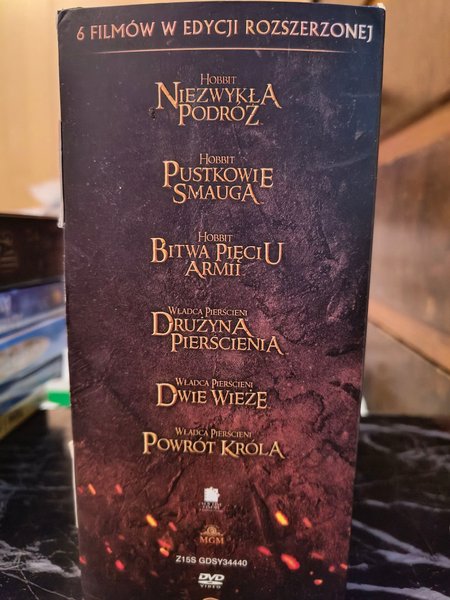 6 FILMÓW W EDYCJI ROZSZERZONEJ
HOBBIT
NIEZWYKŁA
PODRÓŻ
HOBBIT
PUSTKOWIE
SMAUGA
HOBBIT
BITWA PIĘCIU
ARMII
WŁADCA PIERŚCIENI
DRUŻYNA
PIERŚCIENIA
WŁADCA PIERŚCIENI
DWIE WIEŻE
WŁADCA PIERŚCIENI
POWRÓT KRÓLA
MGM
Z15S GDSY34440
DVD
VIDEO